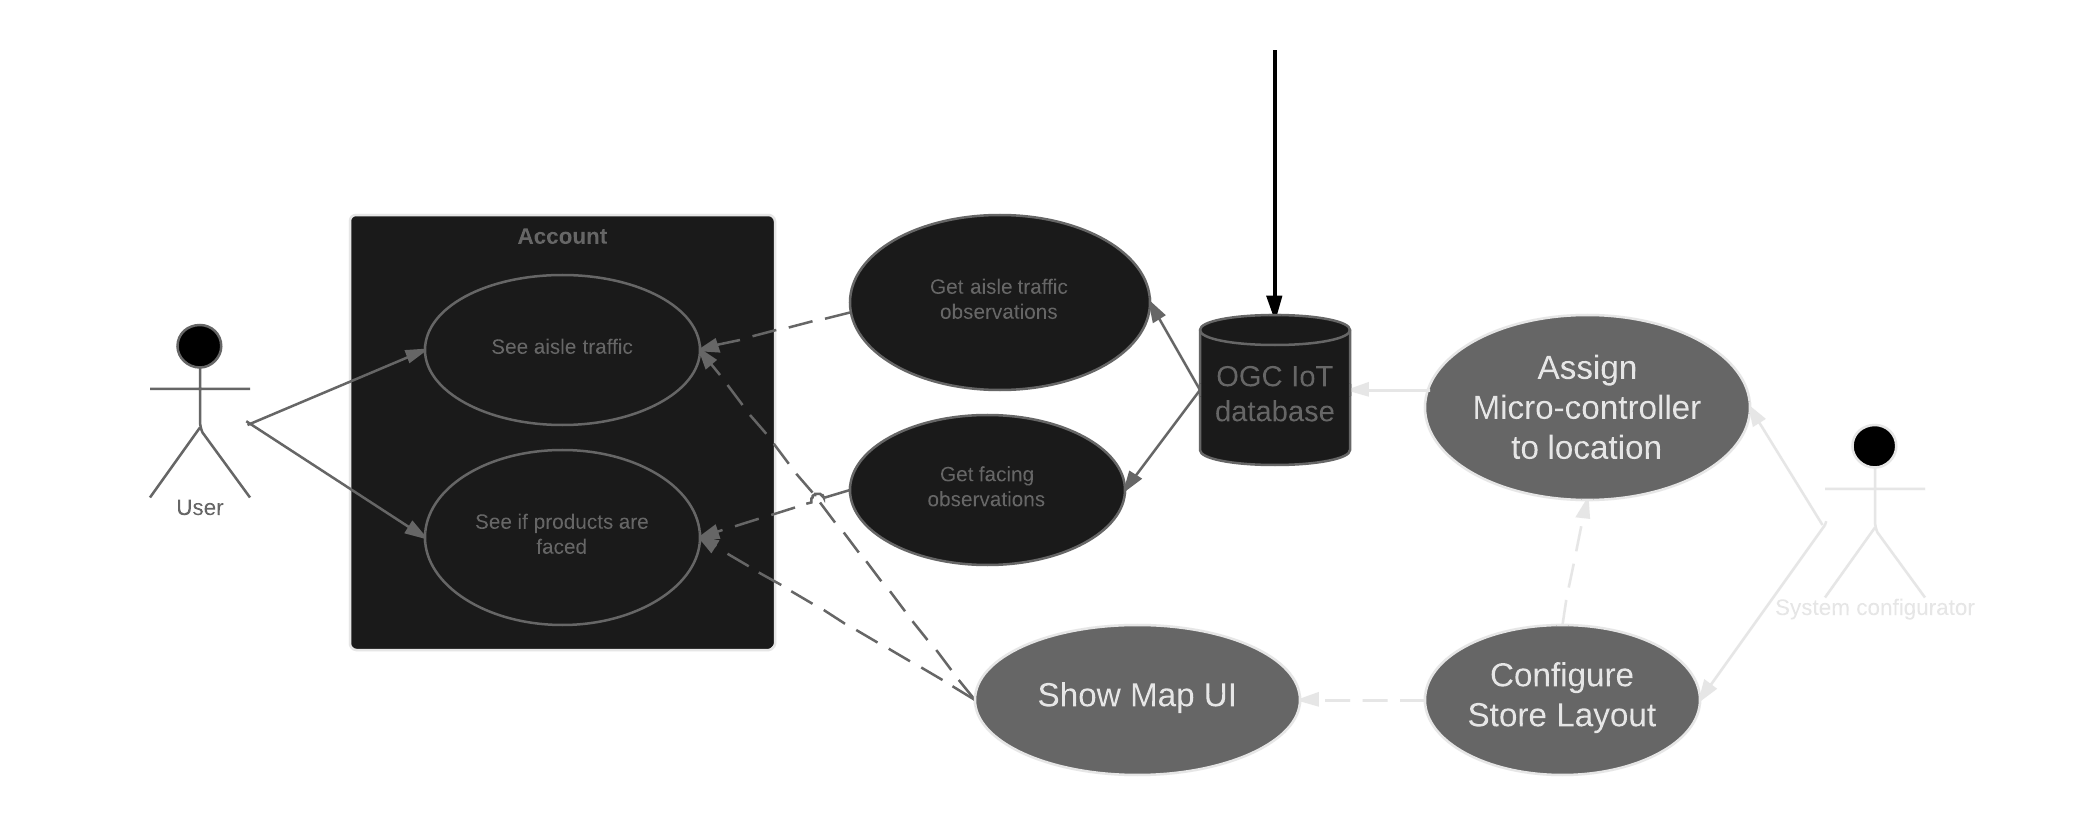 Account
See aisle traffic
See if products are
faced
User
Get aisle traffic
observations
Get facing
observations
OGC IoT
database
Assign
Micro-controller
to location
System configurator
Show Map UI
Configure
Store Layout